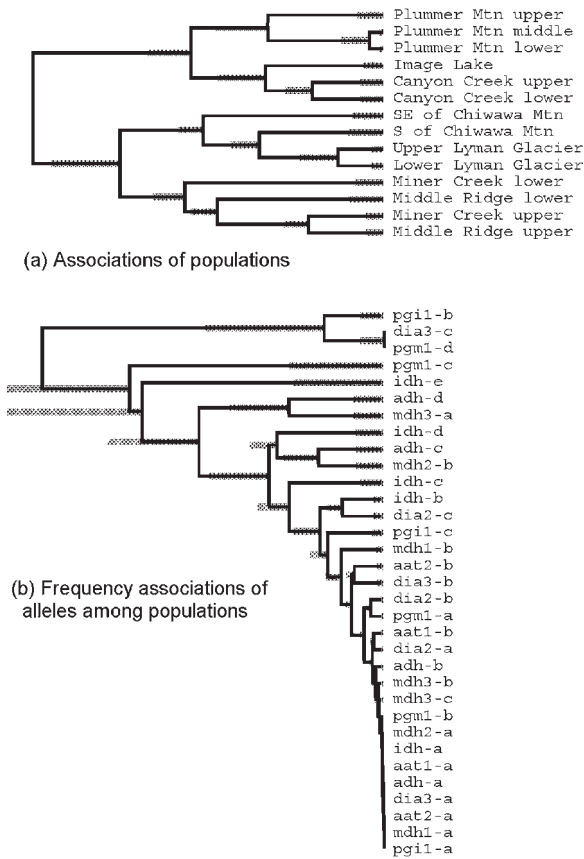 Plummer Mtn upper
Plummer Mtn middle
Plummer Mtn lower
Image Lake
Canyon Creek upper
Canyon Creek lower
SE of Chiwawa Mtn
S of Chiwawa Mtn
Upper Lyman Glacier
Lower Lyman Glacier
Miner Creek lower
Middle Ridge lower
Miner Creek upper
Middle Ridge upper
(a) Associations of populations
pgi1-b
dia3-c
pgm1-d
pgm1-c
idh-e
adh-d
mdh3-a
idh-d
adh-c
mdh2-b
idh-c
idh-b
dia2-c
pgi1-c
mdh1-b
aat2-b
dia3-b
dia2-b
pgm1-a
aat1-b
dia2-a
adh-b
mdh3-b
mdh3-c
pgm1-b
mdh2-a
idh-a
aat1-a
adh-a
dia3-a
aat2-a
mdh1-a
pgi1-a
(b) Frequency associations of
alleles among populations